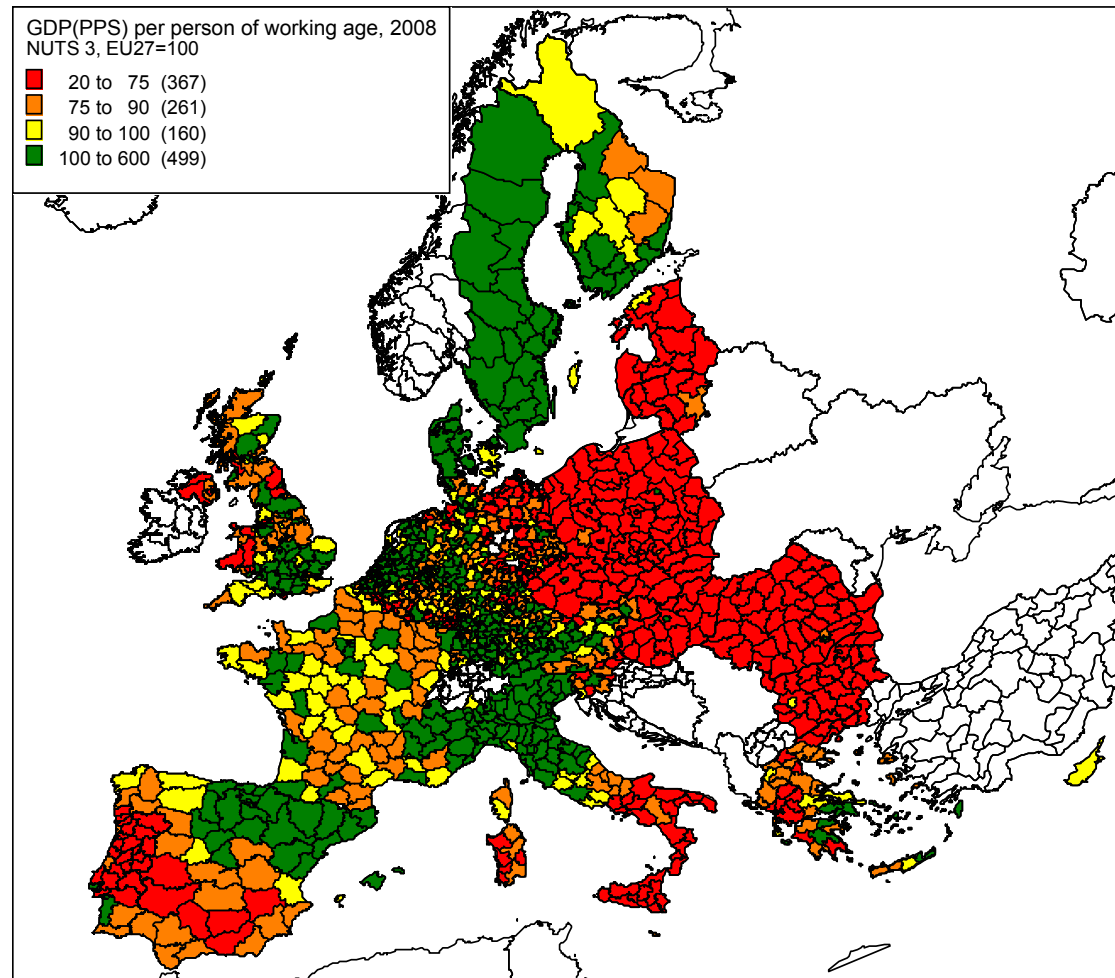 GDP(PPS) per person of working age, 2008
NUTS 3, EU27=100
20 to 75 (367)
75 to 90 (261)
90 to 100 (160)
100 to 600 (499)